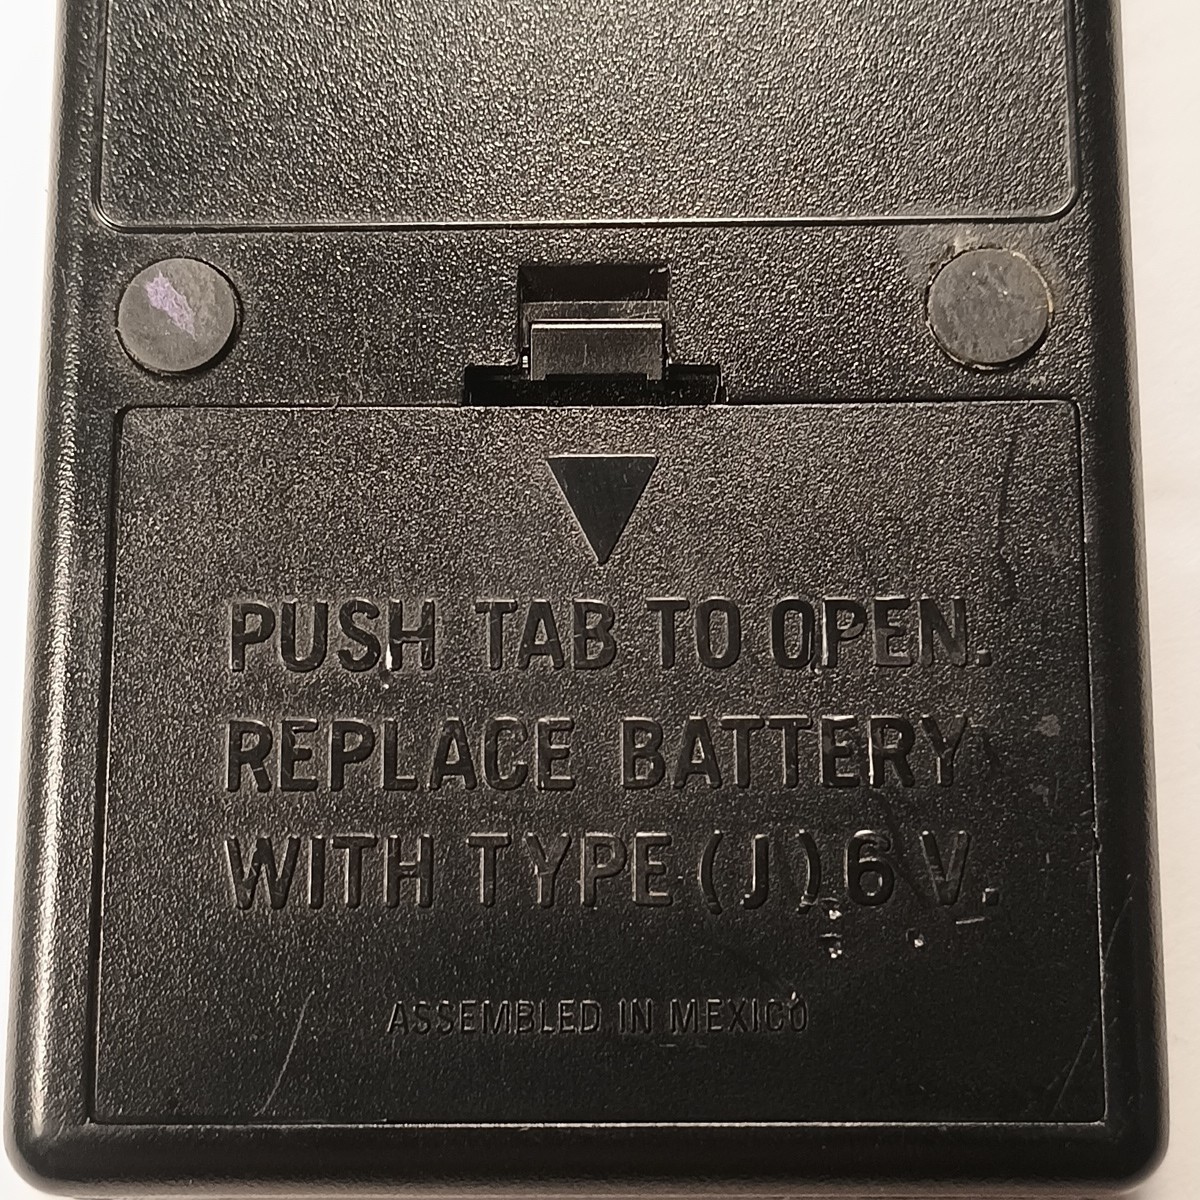 PUSH TAB TO OPEN.
REPLACE BATTERY
WITH TYPE (J) 6 V.
ASSEMBLED IN MEXICO